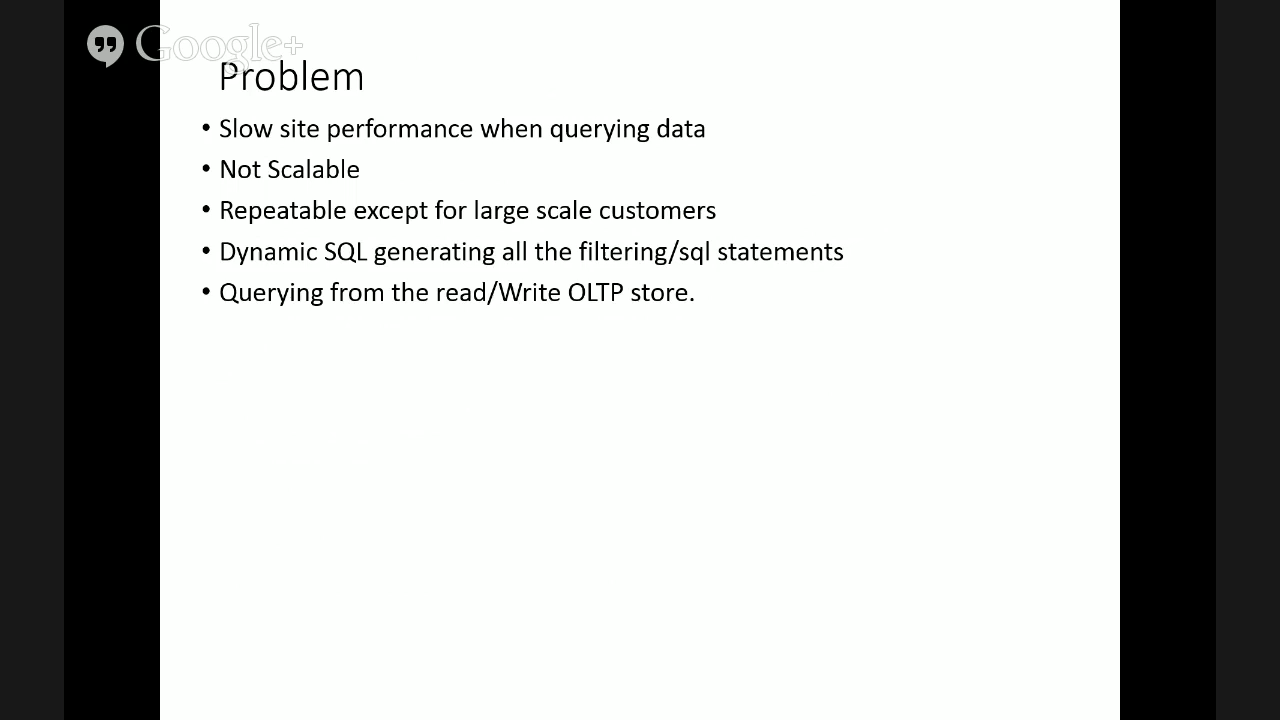 Google+
Problem
• Slow site performance when querying data
• Not Scalable
• Repeatable except for large scale customers
• Dynamic SQL generating all the filtering/sql statements
• Querying from the read/Write OLTP store.